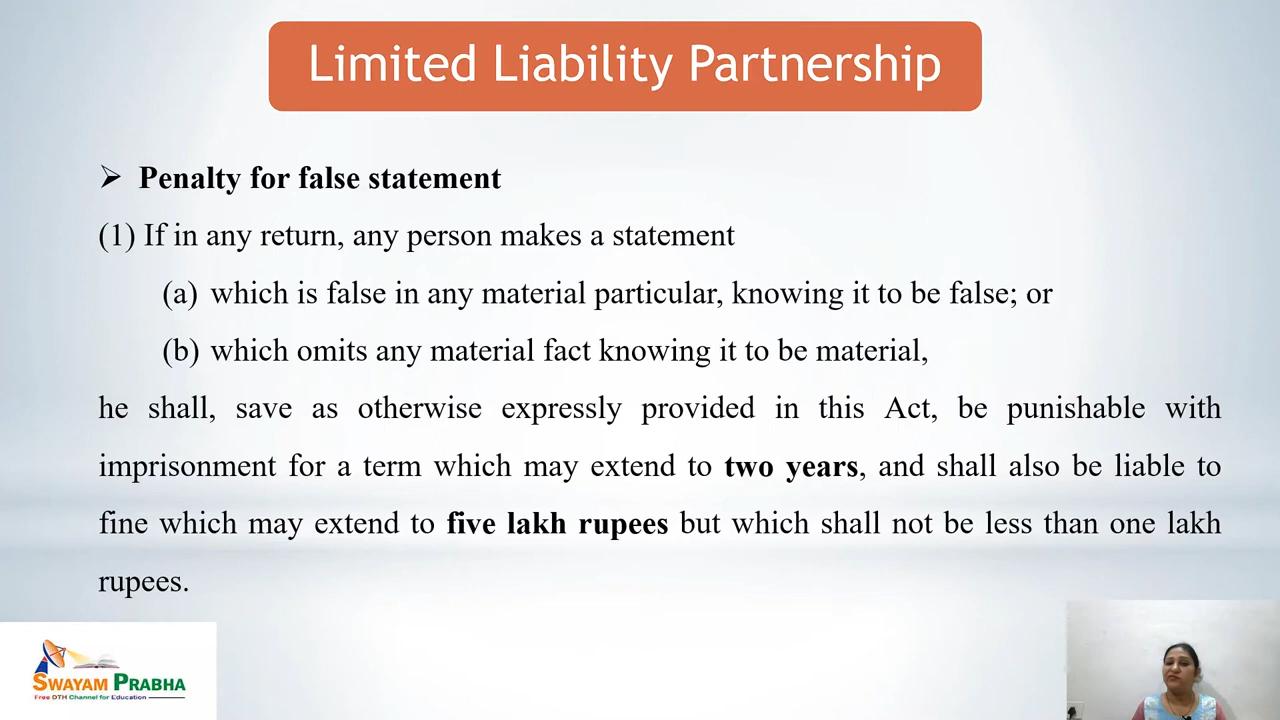 Limited Liability Partnership
➢ Penalty for false statement
(1) If in any return, any person makes a statement
(a) which is false in any material particular, knowing it to be false; or
(b) which omits any material fact knowing it to be material,
he shall, save as otherwise expressly provided in this Act, be punishable with
imprisonment for a term which may extend to two years, and shall also be liable to
fine which may extend to five lakh rupees but which shall not be less than one lakh
rupees.
SWAYAM PRABHA
Free DTH Channel for Education